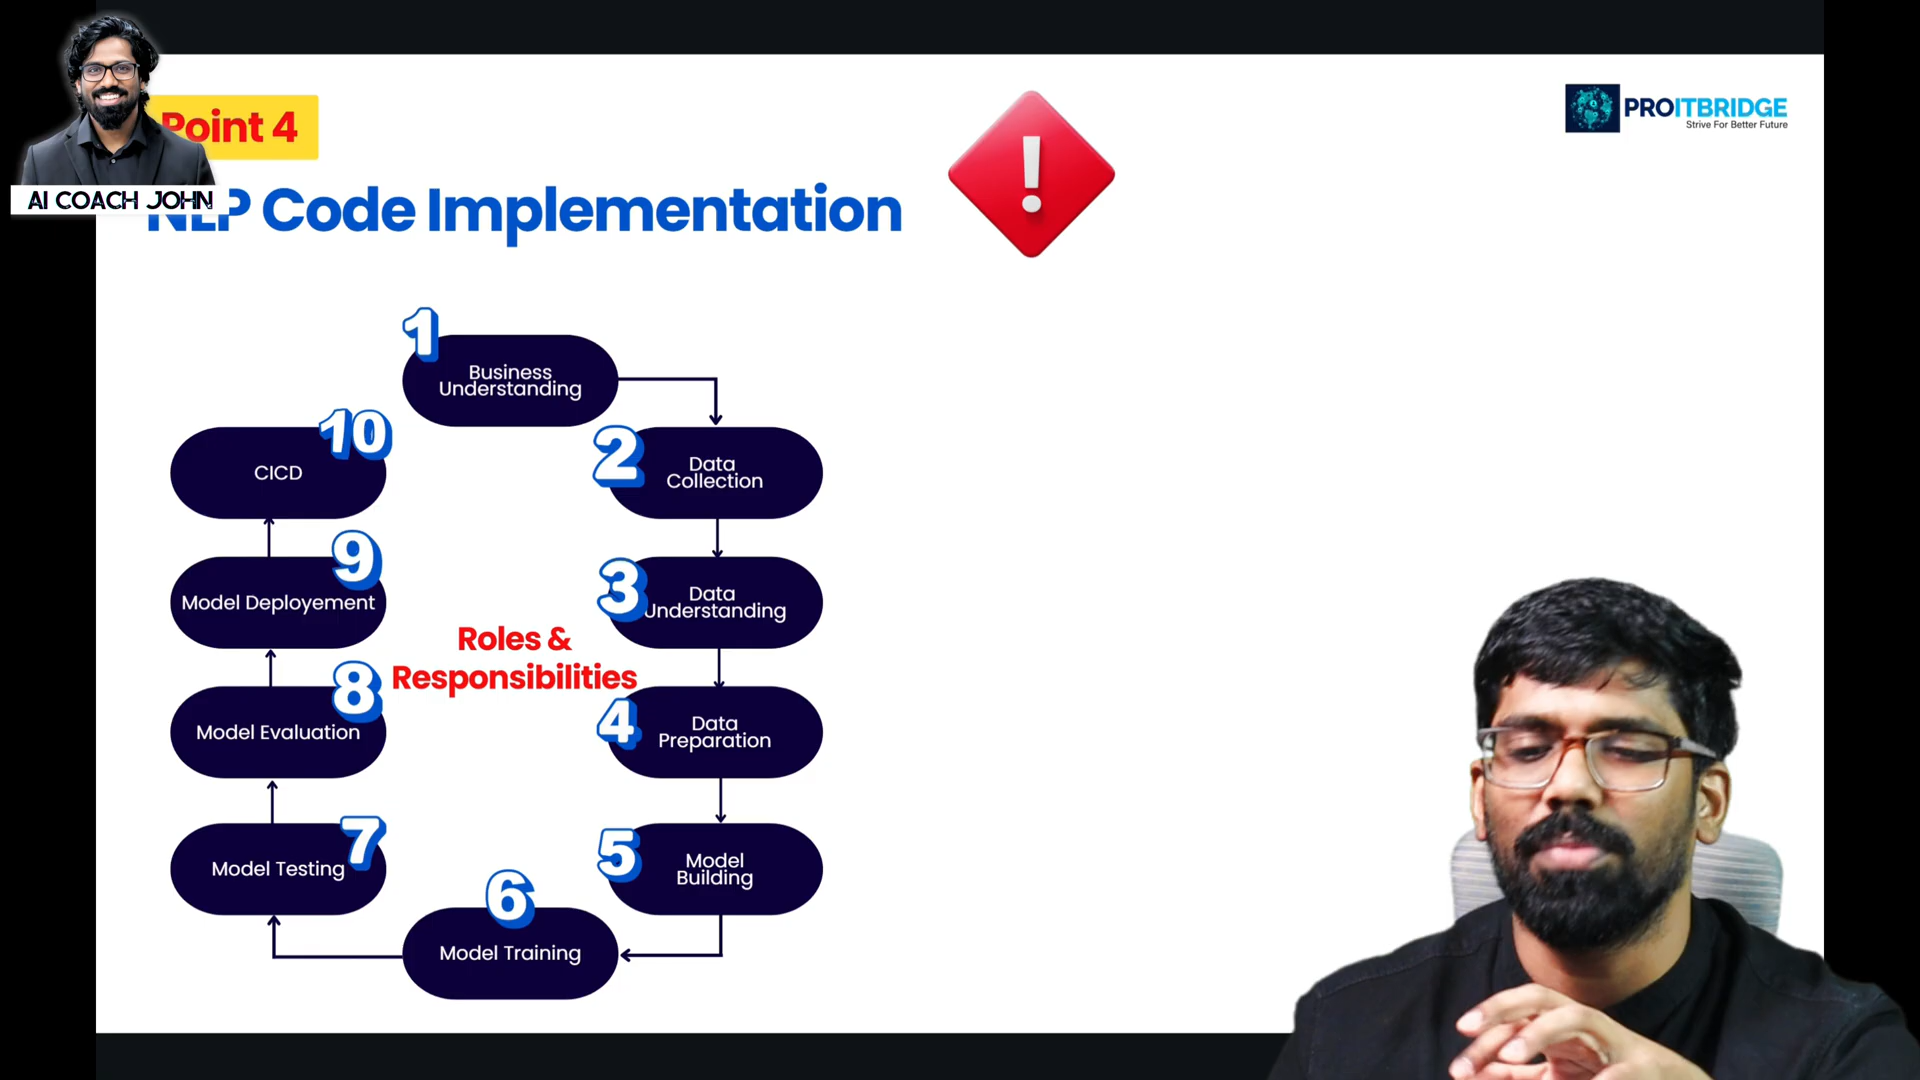 Point 4
PROITBRIDGE
Strive For Better Future
AI COACH JOHN
NLP Code Implementation
1
Business
Understanding
10
CICD
2
Data
Collection
9
Model Deployement
3
Data
Understanding
Roles &
Responsibilities
8
Model Evaluation
4
Data
Preparation
7
Model Testing
5
Model
Building
6
Model Training